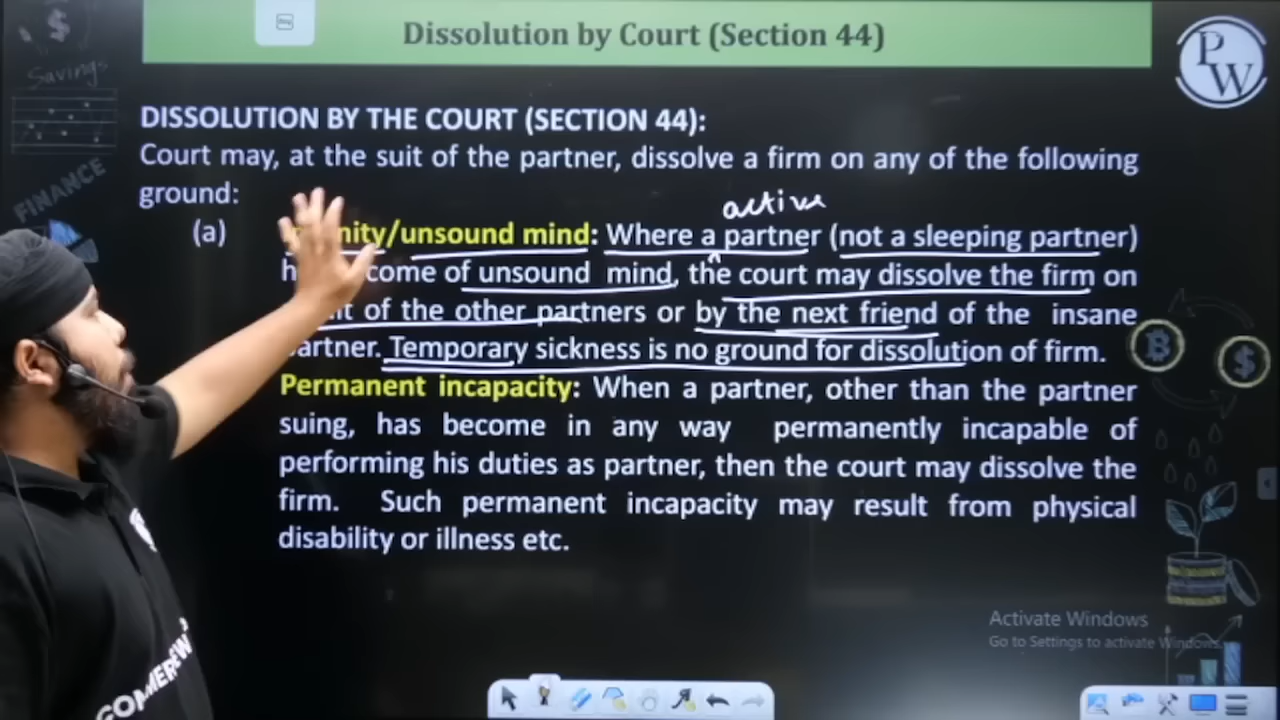 Dissolution by Court (Section 44)
PW
Savings
FINANCE
DISSOLUTION BY THE COURT (SECTION 44):
Court may, at the suit of the partner, dissolve a firm on any of the following
ground:
active
(a) nity/unsound mind: Where a partner (not a sleeping partner)
h come of unsound mind, the court may dissolve the firm on
it of the other partners or by the next friend of the insane
artner. Temporary sickness is no ground for dissolution of firm.
Permanent incapacity: When a partner, other than the partner
suing, has become in any way permanently incapable of
performing his duties as partner, then the court may dissolve the
firm. Such permanent incapacity may result from physical
disability or illness etc.
Activate Windows
Go to Settings to activate Windows.